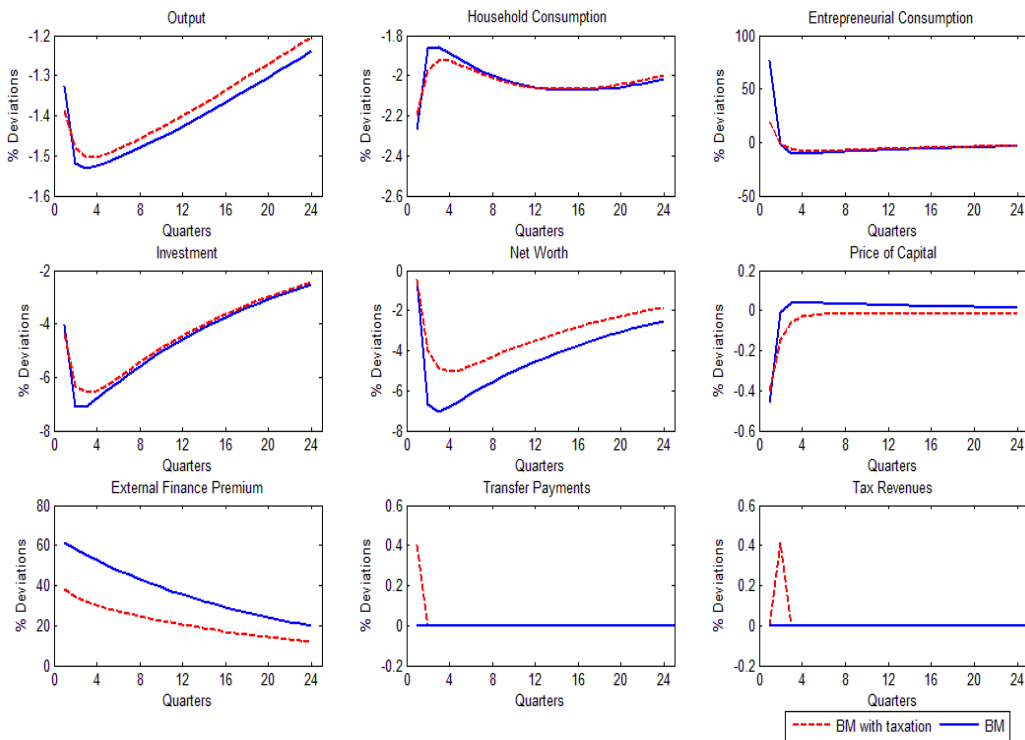 Output
Household Consumption
Entrepreneurial Consumption
% Deviations
-1.2
-1.3
-1.4
-1.5
-1.6
0 4 8 12 16 20 24
Quarters
% Deviations
-1.8
-2
-2.2
-2.4
-2.6
0 4 8 12 16 20 24
Quarters
% Deviations
100
50
0
-50
0 4 8 12 16 20 24
Quarters
Investment
Net Worth
Price of Capital
% Deviations
-2
-4
-6
-8
0 4 8 12 16 20 24
Quarters
% Deviations
0
-2
-4
-6
-8
0 4 8 12 16 20 24
Quarters
% Deviations
0.2
0
-0.2
-0.4
-0.6
0 4 8 12 16 20 24
Quarters
External Finance Premium
Transfer Payments
Tax Revenues
% Deviations
80
60
40
20
0
0 4 8 12 16 20 24
Quarters
% Deviations
0.6
0.4
0.2
0
-0.2
0 4 8 12 16 20 24
Quarters
% Deviations
0.6
0.4
0.2
0
-0.2
0 4 8 12 16 20 24
Quarters
BM with taxation BM